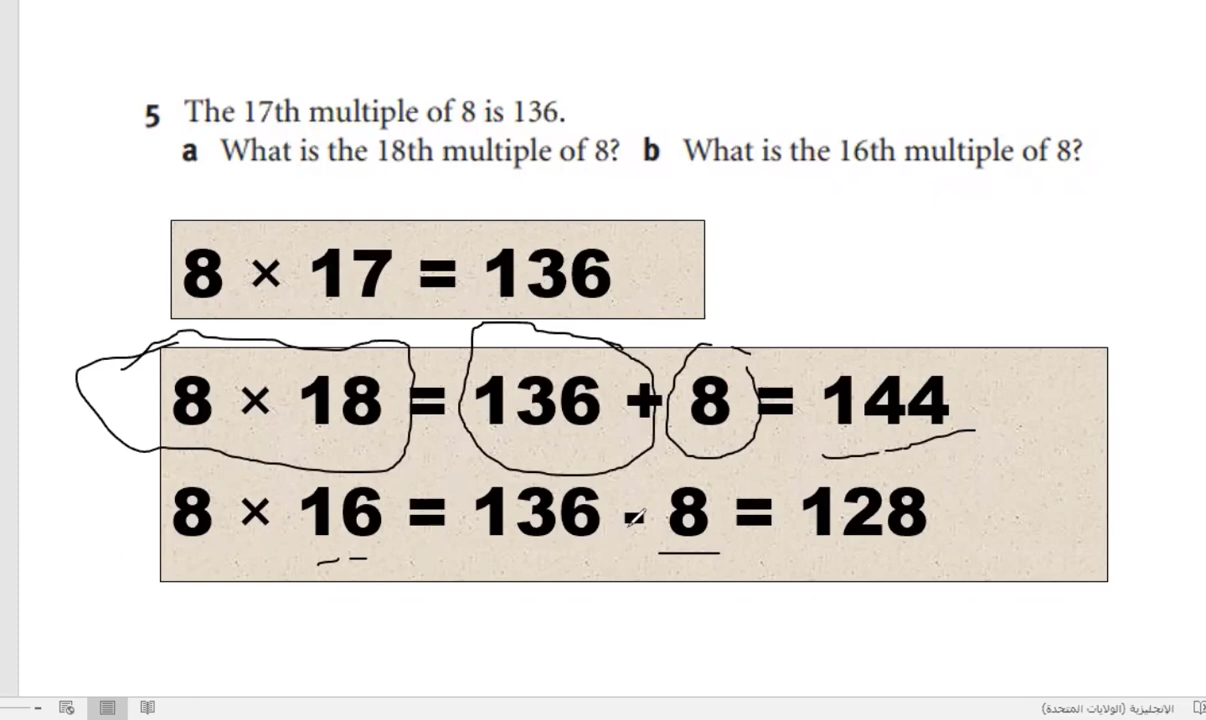 5 The 17th multiple of 8 is 136.
a What is the 18th multiple of 8? b What is the 16th multiple of 8?
8 × 17 = 136
8 × 18 = 136 + 8 = 144
8 × 16 = 136 - 8 = 128
الإنجليزية (الولايات المتحدة)